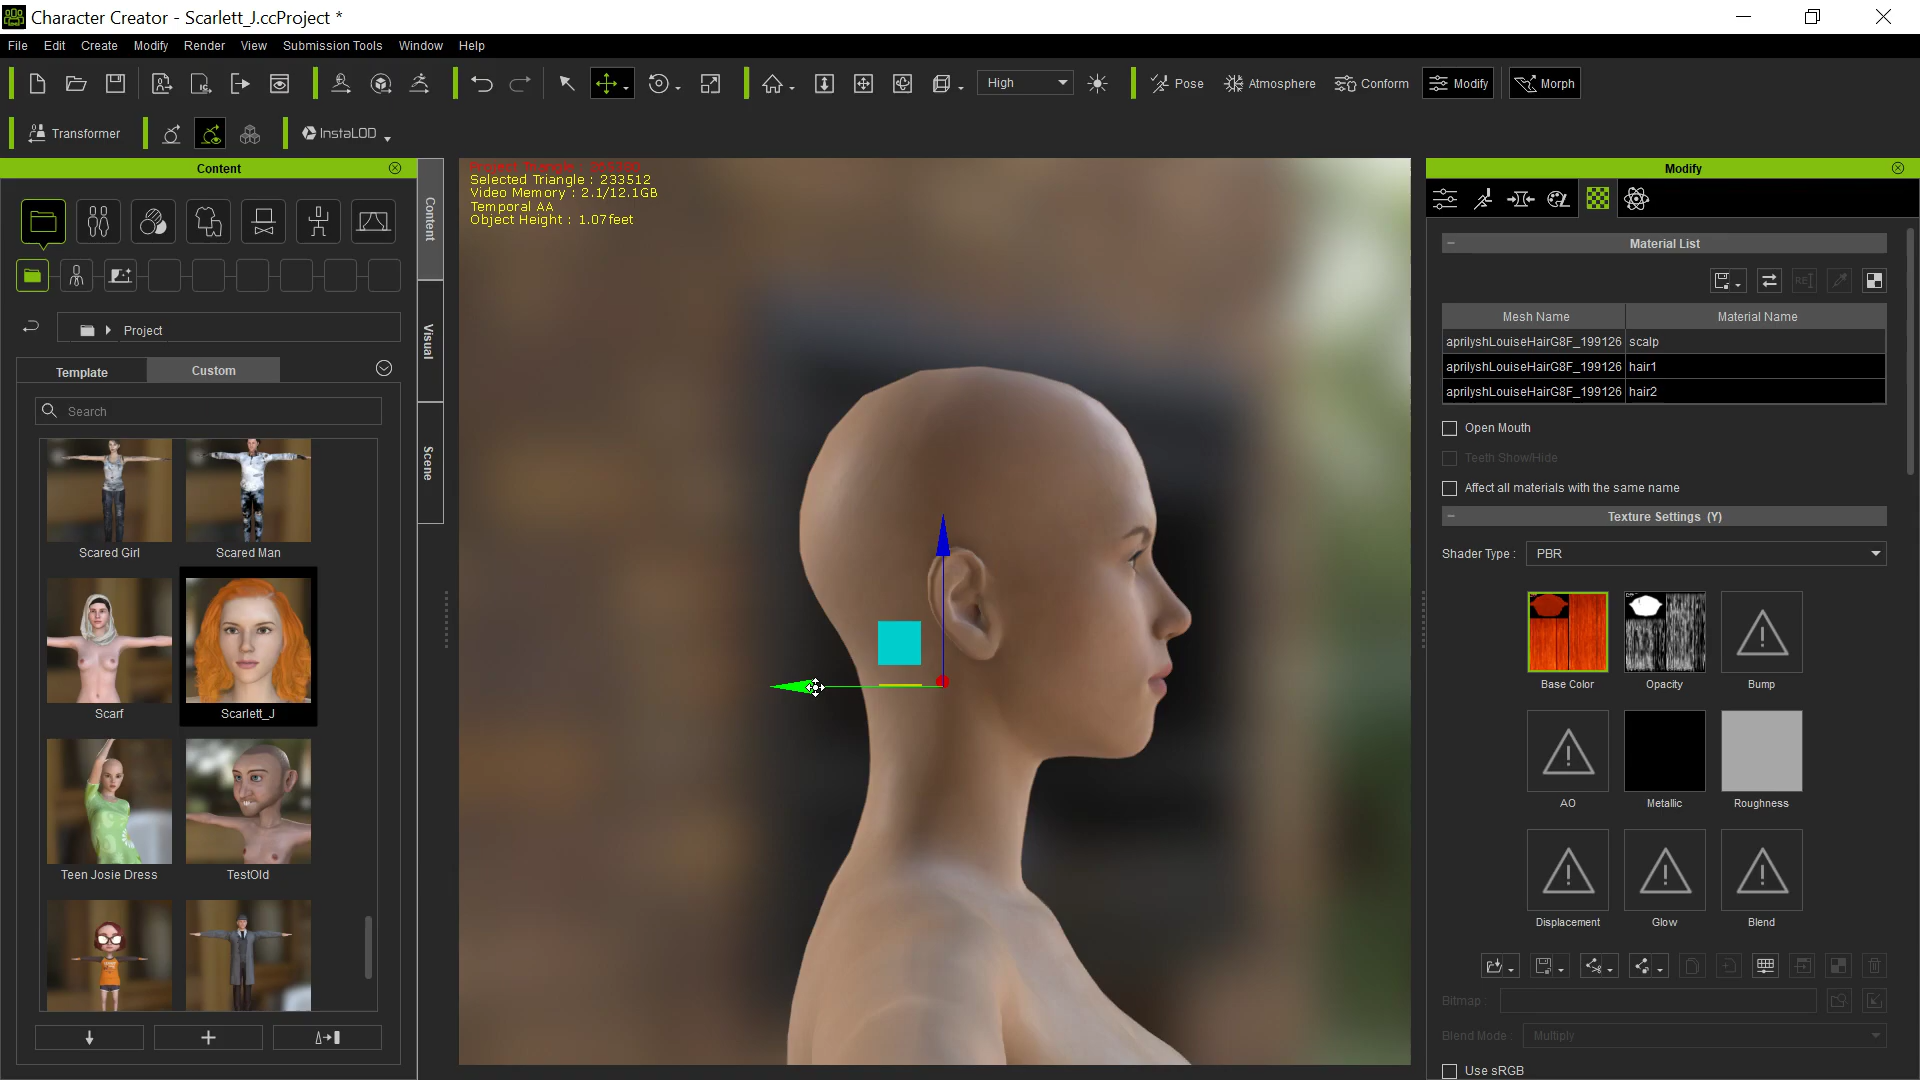 Character Creator - Scarlett_J.ccProject *
File Edit Create Modify Render View Submission Tools Window Help
High Pose Atmosphere Conform Modify Morph
Transformer InstaLOD
Content
Project
Template Custom
Search
Scared Girl Scared Man
Scarf Scarlett_J
Teen Josie Dress TestOld
Content
Visual
Scene
Selected Triangle : 233512
Video Memory : 2.1/12.1GB
Temporal AA
Object Height : 1.07feet
Modify
Material List
Mesh Name Material Name
aprilyshLouiseHairG8F_199126 scalp
aprilyshLouiseHairG8F_199126 hair1
aprilyshLouiseHairG8F_199126 hair2
Open Mouth
Teeth Show/Hide
Affect all materials with the same name
Texture Settings (Y)
Shader Type : PBR
Base Color Opacity Bump
AO Metallic Roughness
Displacement Glow Blend
Bitmap
Blend Mode : Multiply
Use sRGB